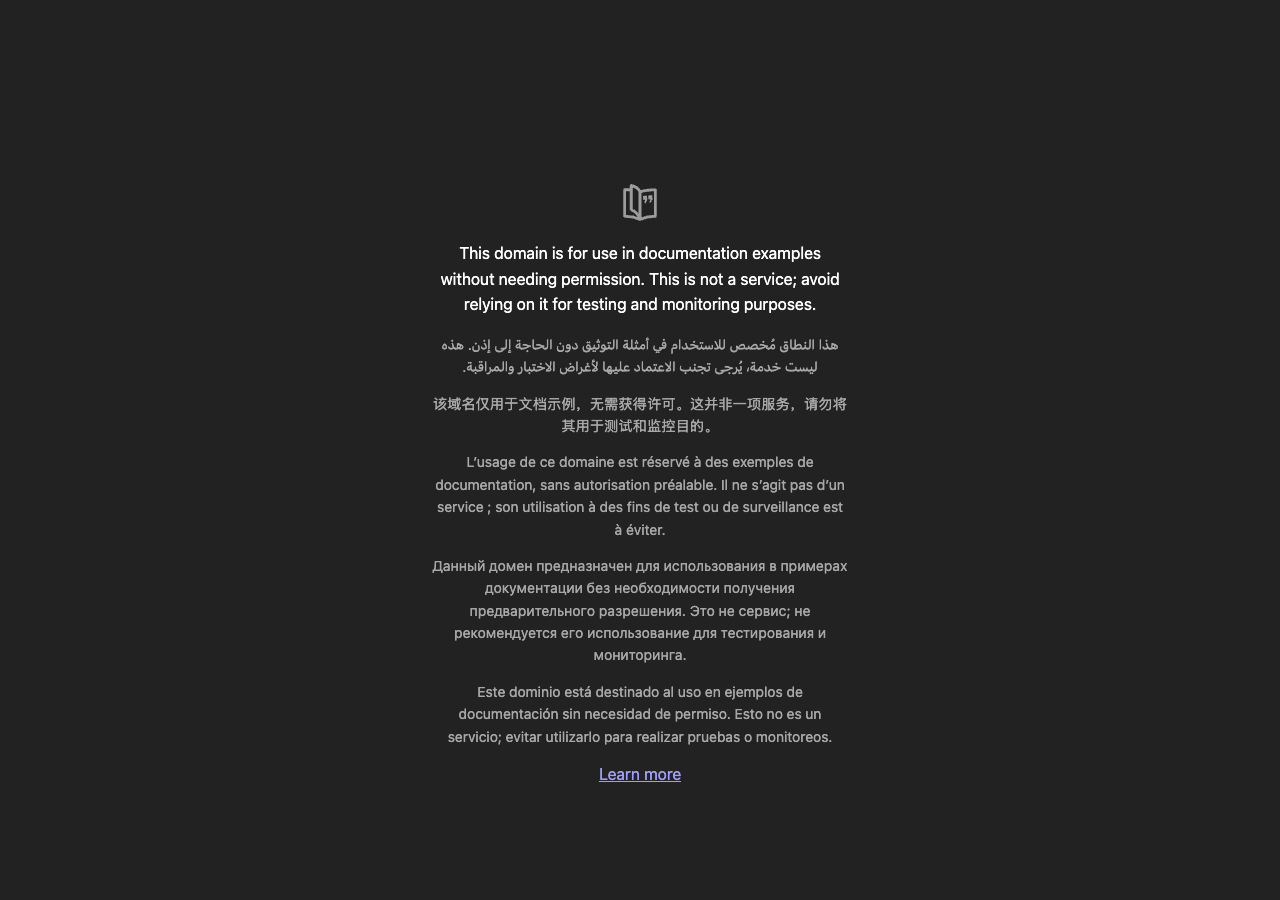 This domain is for use in documentation examples
without needing permission. This is not a service; avoid
relying on it for testing and monitoring purposes.
هذا النطاق مُخصص للاستخدام في أمثلة التوثيق دون الحاجة إلى إذن. هذه
ليست خدمة، يُرجى تجنب الاعتماد عليها لأغراض الاختبار والمراقبة.
该域名仅用于文档示例，无需获得许可。这并非一项服务，请勿将
其用于测试和监控目的。
L’usage de ce domaine est réservé à des exemples de
documentation, sans autorisation préalable. Il ne s’agit pas d’un
service ; son utilisation à des fins de test ou de surveillance est
à éviter.
Данный домен предназначен для использования в примерах
документации без необходимости получения
предварительного разрешения. Это не сервис; не
рекомендуется его использование для тестирования и
мониторинга.
Este dominio está destinado al uso en ejemplos de
documentación sin necesidad de permiso. Esto no es un
servicio; evitar utilizarlo para realizar pruebas o monitoreos.
Learn more